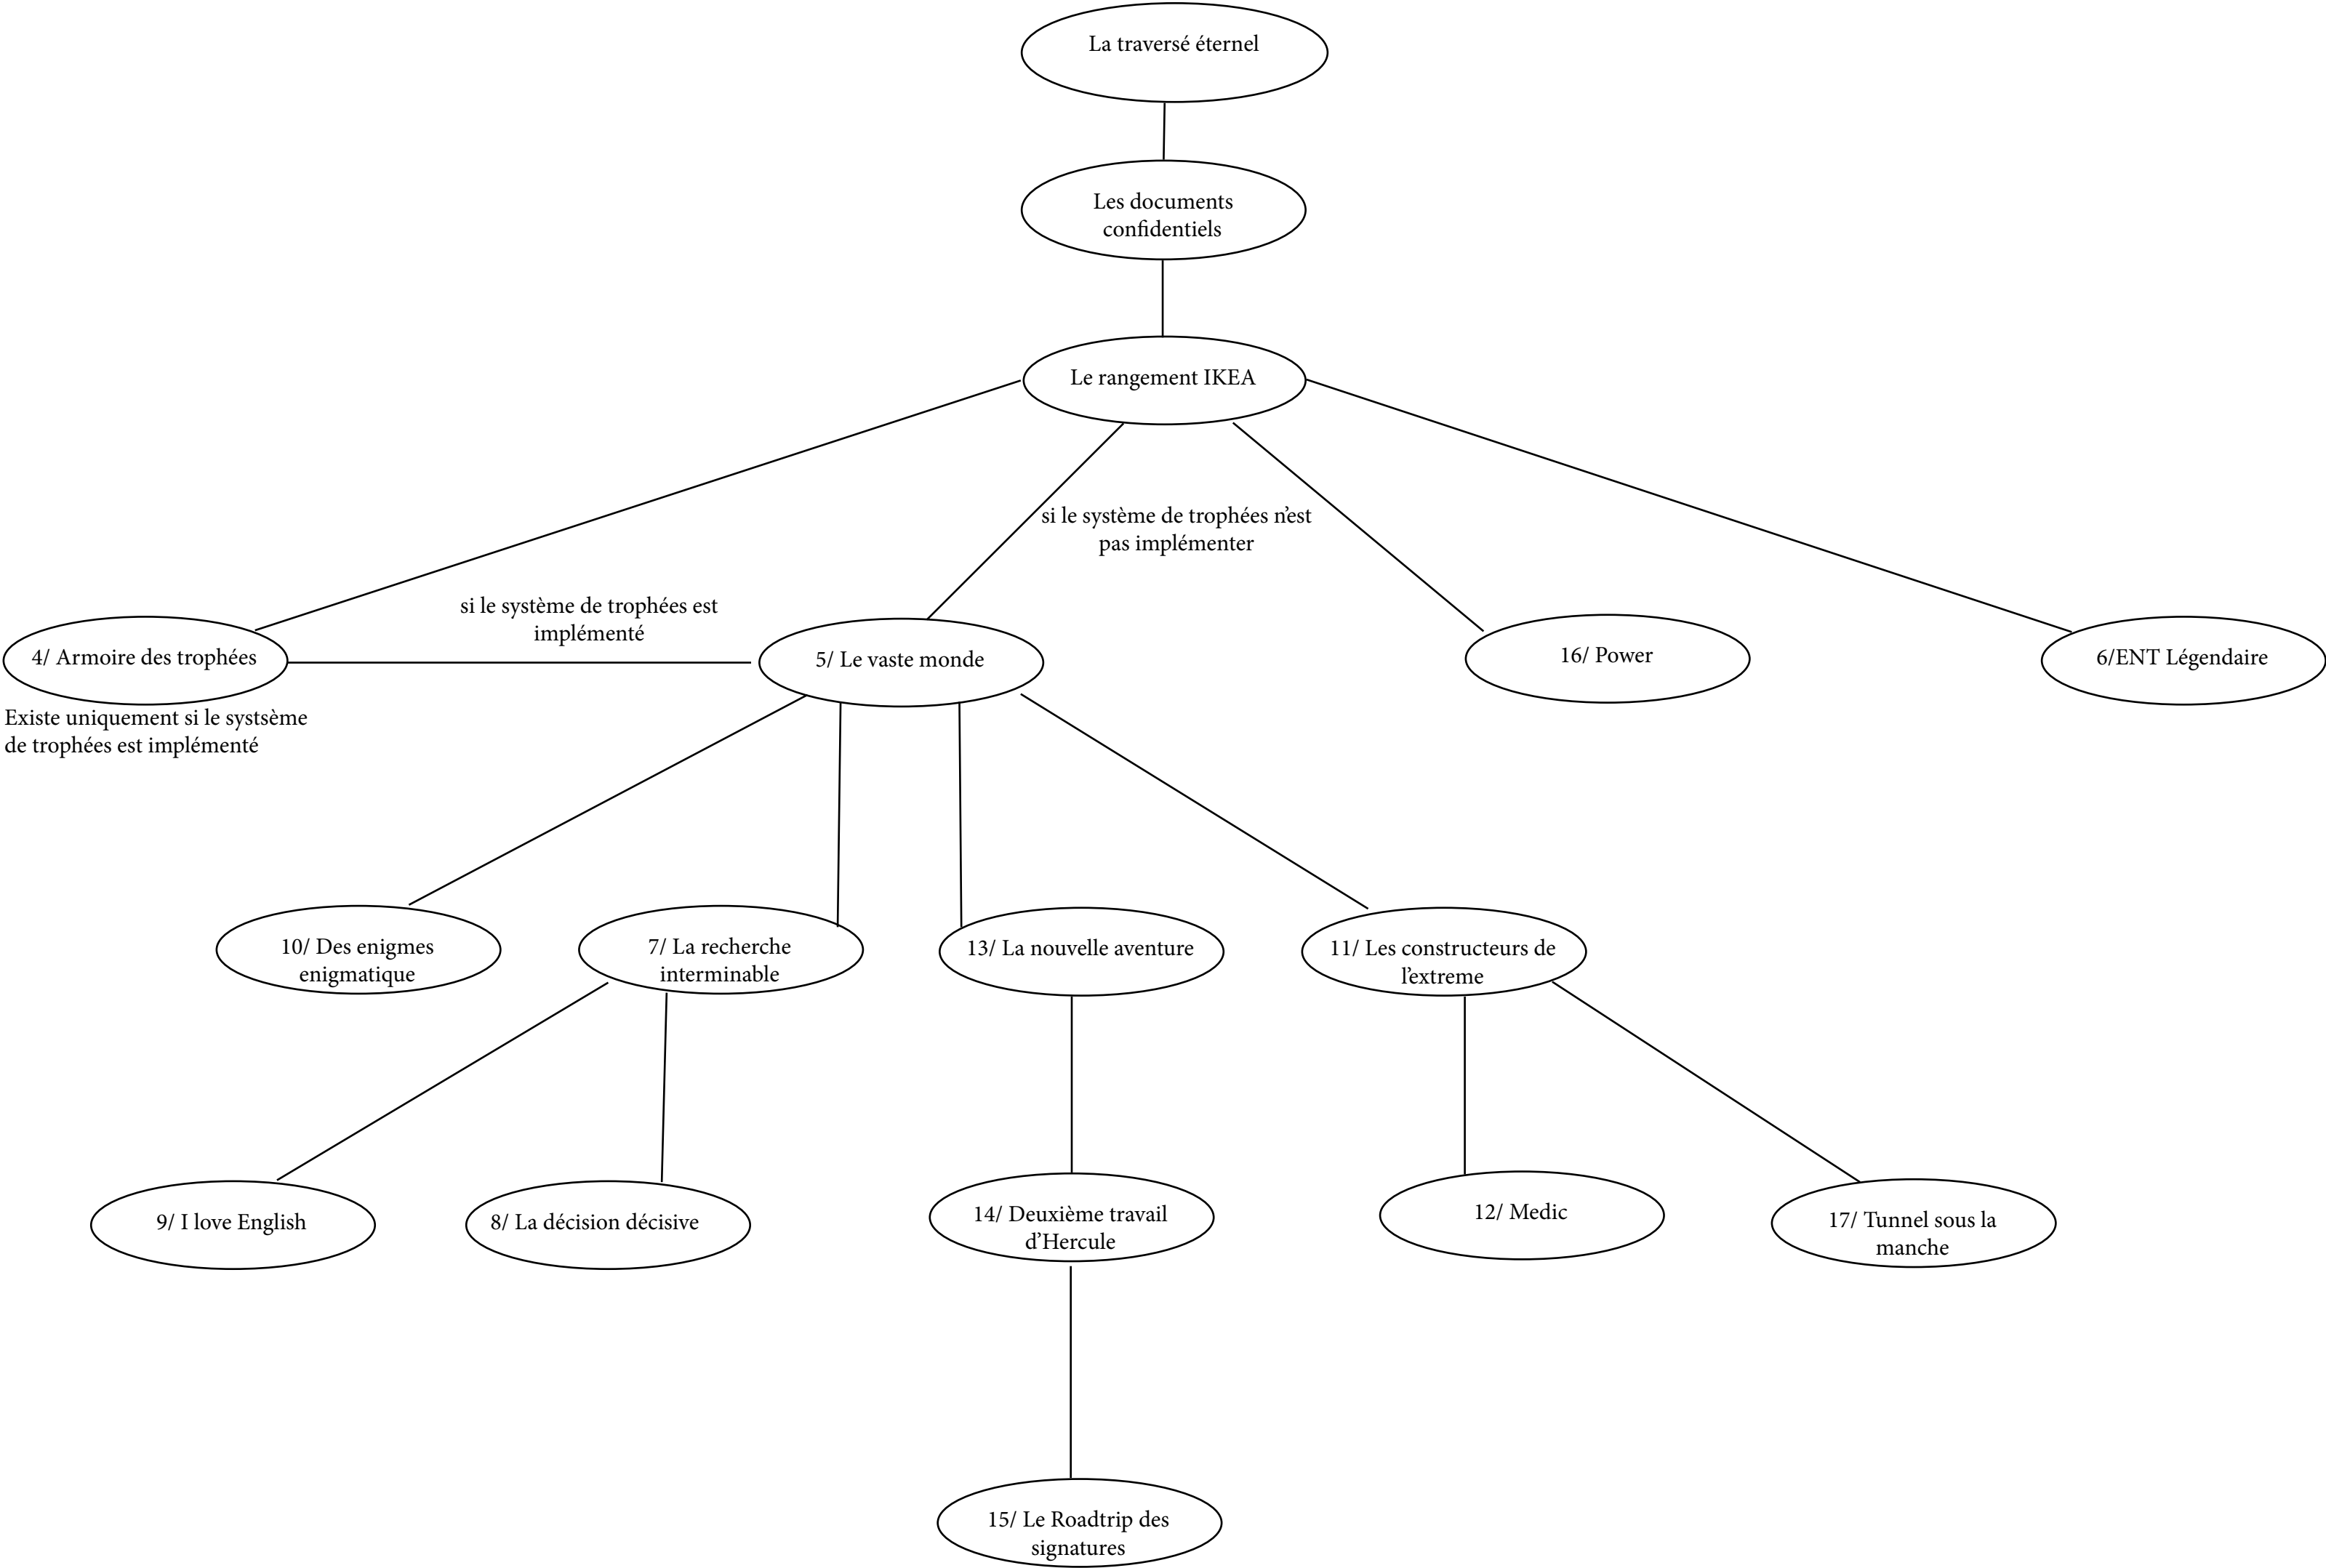 La traversé éternel
Les documents
confidentiels
Le rangement IKEA
si le système de trophées n'est
pas implémenter
si le système de trophées est
implémenté
4/ Armoire des trophées
5/ Le vaste monde
16/ Power
6/ENT Légendaire
Existe uniquement si le systsème
de trophées est implémenté
10/ Des enigmes
enigmatique
7/ La recherche
interminable
13/ La nouvelle aventure
11/ Les constructeurs de
l'extreme
9/ I love English
8/ La décision décisive
14/ Deuxième travail
d'Hercule
12/ Medic
17/ Tunnel sous la
manche
15/ Le Roadtrip des
signatures